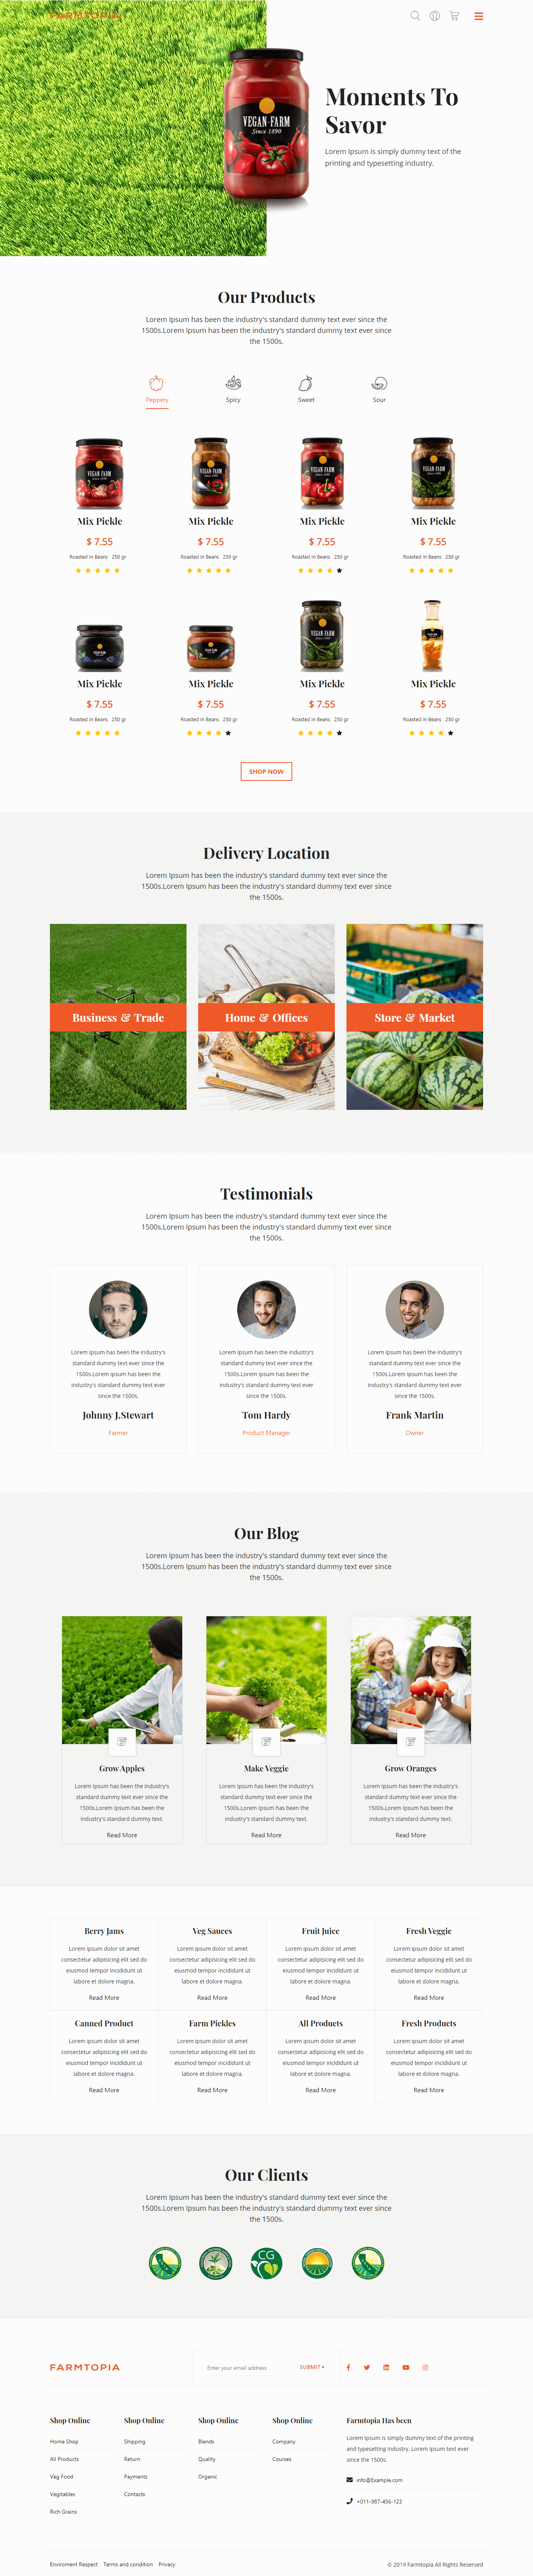 FARMTOPIA
VEGAN-FARM
Since 1890
Moments To
Savor
Lorem Ipsum is simply dummy text of the
printing and typesetting industry.
Our Products
Lorem Ipsum has been the industry's standard dummy text ever since the
1500s.Lorem Ipsum has been the industry's standard dummy text ever since
the 1500s.
Peppery Spicy Sweet Sour
VEGAN-FARM VEGAN-FARM VEGAN-FARM VEGAN-FARM
Mix Pickle Mix Pickle Mix Pickle Mix Pickle
$ 7.55 $ 7.55 $ 7.55 $ 7.55
Roasted In Beans 250 gr Roasted In Beans 250 gr Roasted In Beans 250 gr Roasted In Beans 250 gr
VEGAN-FARM
Mix Pickle Mix Pickle Mix Pickle Mix Pickle
$ 7.55 $ 7.55 $ 7.55 $ 7.55
Roasted In Beans 250 gr Roasted In Beans 250 gr Roasted In Beans 250 gr Roasted In Beans 250 gr
SHOP NOW
Delivery Location
Lorem Ipsum has been the industry's standard dummy text ever since the
1500s.Lorem Ipsum has been the industry's standard dummy text ever since
the 1500s.
Business & Trade Home & Offices Store & Market
Testimonials
Lorem Ipsum has been the industry's standard dummy text ever since the
1500s.Lorem Ipsum has been the industry's standard dummy text ever since
the 1500s.
Lorem Ipsum has been the industry's
standard dummy text ever since the
1500s.Lorem Ipsum has been the
industry's standard dummy text ever
since the 1500s.
Johnny J.Stewart
Farmer
Lorem Ipsum has been the industry's
standard dummy text ever since the
1500s.Lorem Ipsum has been the
industry's standard dummy text ever
since the 1500s.
Tom Hardy
Product Manager
Lorem Ipsum has been the industry's
standard dummy text ever since the
1500s.Lorem Ipsum has been the
industry's standard dummy text ever
since the 1500s.
Frank Martin
Owner
Our Blog
Lorem Ipsum has been the industry's standard dummy text ever since the
1500s.Lorem Ipsum has been the industry's standard dummy text ever since
the 1500s.
Grow Apples
Lorem Ipsum has been the industry's
standard dummy text ever since the
1500s.Lorem Ipsum has been the
industry's standard dummy text.
Read More
Make Veggie
Lorem Ipsum has been the industry's
standard dummy text ever since the
1500s.Lorem Ipsum has been the
industry's standard dummy text.
Read More
Grow Oranges
Lorem Ipsum has been the industry's
standard dummy text ever since the
1500s.Lorem Ipsum has been the
industry's standard dummy text.
Read More
Berry Jams
Lorem ipsum dolor sit amet
consectetur adipisicing elit sed do
eiusmod tempor incididunt ut
labore et dolore magna.
Read More
Veg Sauces
Lorem ipsum dolor sit amet
consectetur adipisicing elit sed do
eiusmod tempor incididunt ut
labore et dolore magna.
Read More
Fruit Juice
Lorem ipsum dolor sit amet
consectetur adipisicing elit sed do
eiusmod tempor incididunt ut
labore et dolore magna.
Read More
Fresh Veggie
Lorem ipsum dolor sit amet
consectetur adipisicing elit sed do
eiusmod tempor incididunt ut
labore et dolore magna.
Read More
Canned Product
Lorem ipsum dolor sit amet
consectetur adipisicing elit sed do
eiusmod tempor incididunt ut
labore et dolore magna.
Read More
Farm Pickles
Lorem ipsum dolor sit amet
consectetur adipisicing elit sed do
eiusmod tempor incididunt ut
labore et dolore magna.
Read More
All Products
Lorem ipsum dolor sit amet
consectetur adipisicing elit sed do
eiusmod tempor incididunt ut
labore et dolore magna.
Read More
Fresh Products
Lorem ipsum dolor sit amet
consectetur adipisicing elit sed do
eiusmod tempor incididunt ut
labore et dolore magna.
Read More
Our Clients
Lorem Ipsum has been the industry's standard dummy text ever since the
1500s.Lorem Ipsum has been the industry's standard dummy text ever since
the 1500s.
CG
FARMTOPIA
Enter your email address SUBMIT
Shop Online
Home Shop
All Products
Veg Food
Vegitables
Rich Grains
Shop Online
Shipping
Return
Payments
Contacts
Shop Online
Blends
Quality
Organic
Shop Online
Company
Courses
Farmtopia Has been
Lorem Ipsum is simply dummy text of the printing
and typesetting industry. Lorem Ipsum text ever
since the 1500s.
info@Example.com
+011-987-456-123
Enviroment Respect Terms and condition Privacy
© 2019 Farmtopia All Rights Reserved